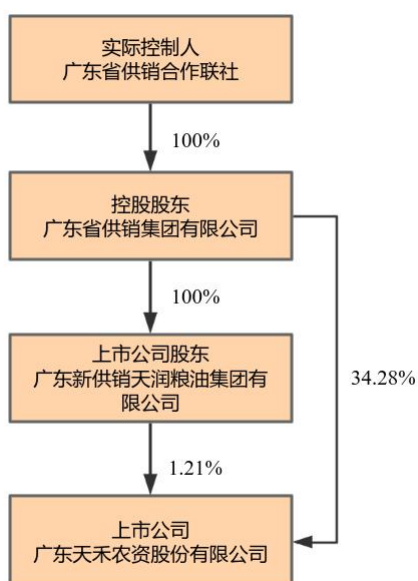 实际控制人
广东省供销合作联社
100%
控股股东
广东省供销集团有限公司
100%
上市公司股东
广东新供销天润粮油集团有
限公司
34.28%
1.21%
上市公司
广东天禾农资股份有限公司